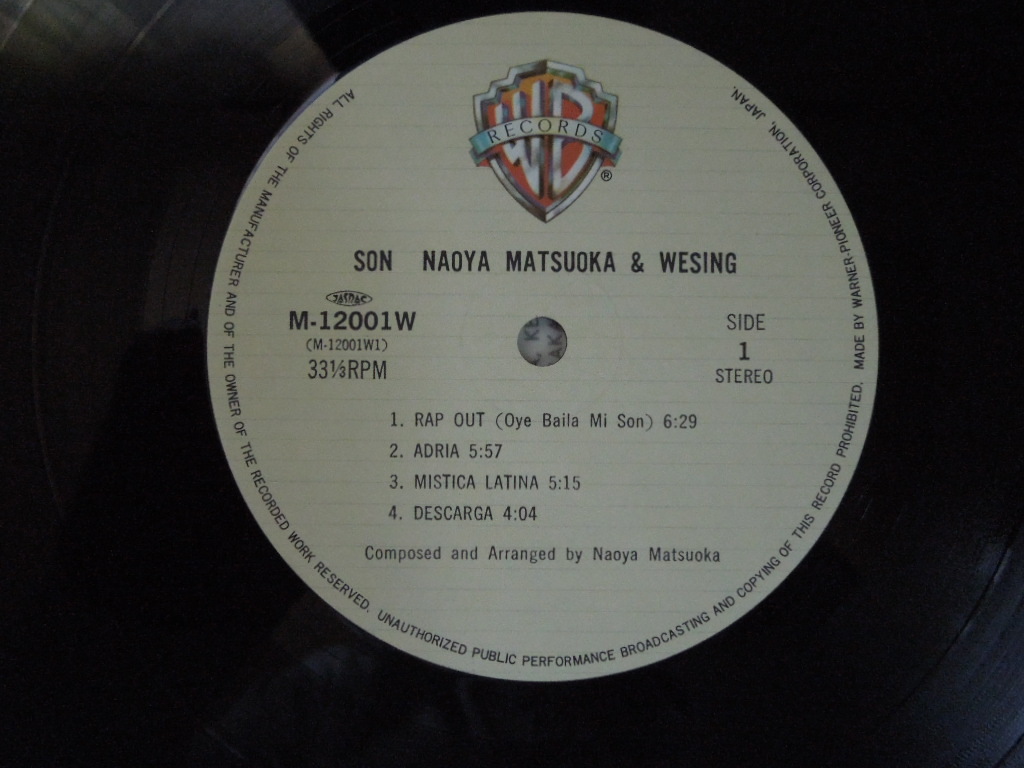 WB
RECORDS
®
SON NAOYA MATSUOKA & WESING
JASRAC
M-12001W
(M-12001W1)
33⅓RPM
SIDE
1
STEREO
1. RAP OUT (Oye Baila Mi Son) 6:29
2. ADRIA 5:57
3. MISTICA LATINA 5:15
4. DESCARGA 4:04
Composed and Arranged by Naoya Matsuoka
ALL RIGHTS OF THE MANUFACTURER AND OF THE OWNER OF THE RECORDED WORK RESERVED. UNAUTHORIZED PUBLIC PERFORMANCE BROADCASTING AND COPYING OF THIS RECORD PROHIBITED. MADE BY WARNER-PIONEER CORPORATION, JAPAN.